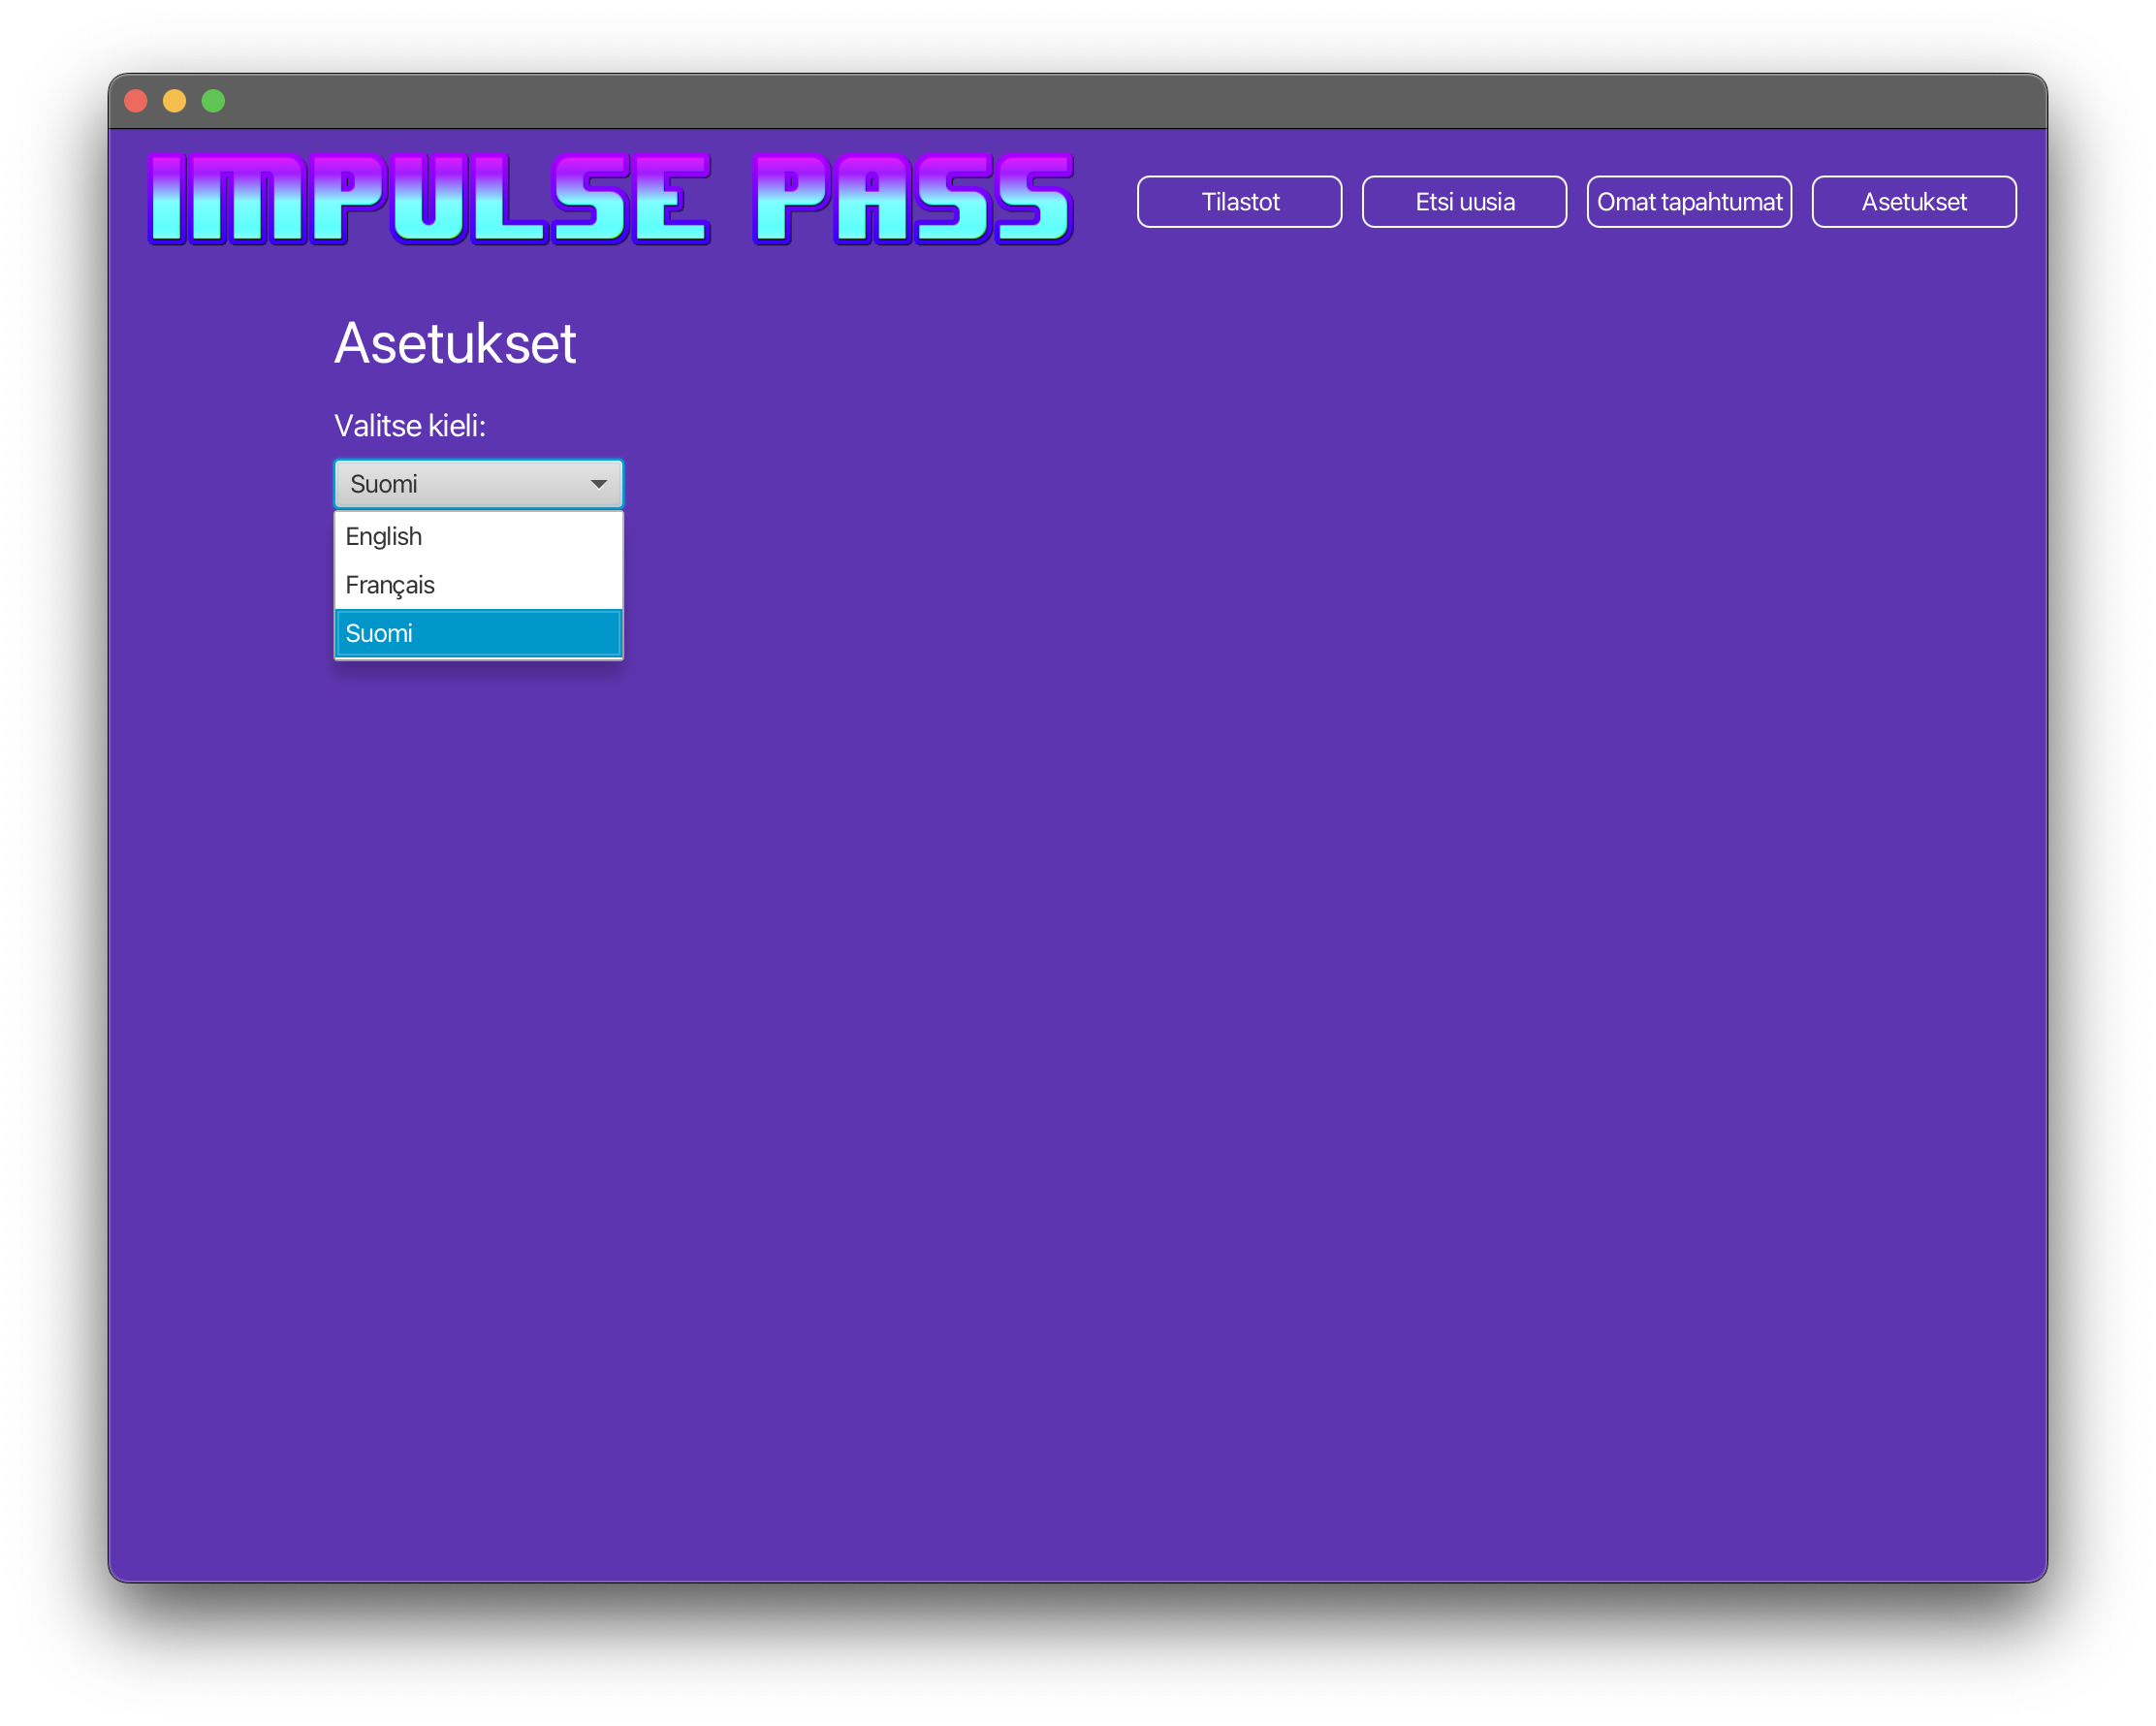 IMPULSE PASS
Tilastot
Etsi uusia
Omat tapahtumat
Asetukset
Asetukset
Valitse kieli:
Suomi
English
Français
Suomi